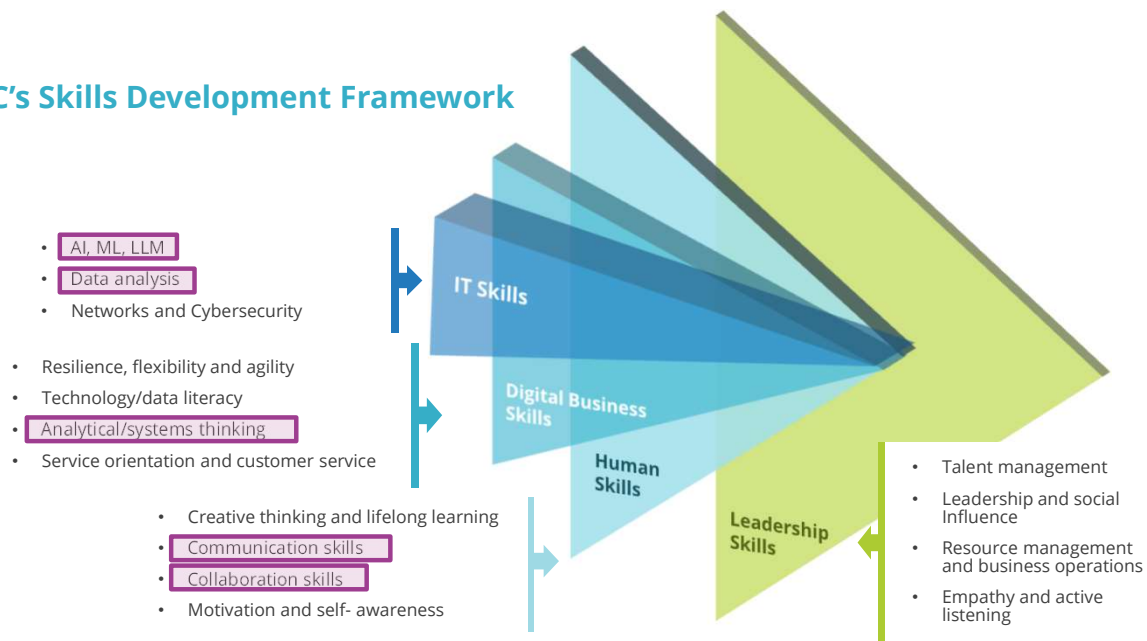 C's Skills Development Framework
• AI, ML, LLM
• Data analysis
• Networks and Cybersecurity
IT Skills
• Resilience, flexibility and agility
• Technology/data literacy
• Analytical/systems thinking
• Service orientation and customer service
Digital Business
Skills
• Creative thinking and lifelong learning
• Communication skills
• Collaboration skills
• Motivation and self- awareness
Human
Skills
Leadership
Skills
• Talent management
• Leadership and social
Influence
• Resource management
and business operations
• Empathy and active
listening